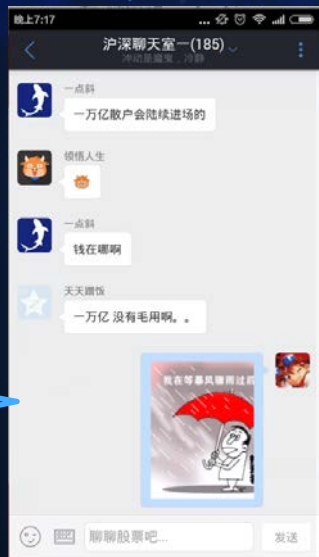 晚上7:17
沪深聊天室一(185)
冲动是魔鬼，冷静
一点斜
一万亿散户会陆续进场的
顿悟人生
一点斜
钱在哪啊
天天蹭饭
一万亿 没有毛用啊。。
我在等暴风骤雨过后
聊聊股票吧...
发送